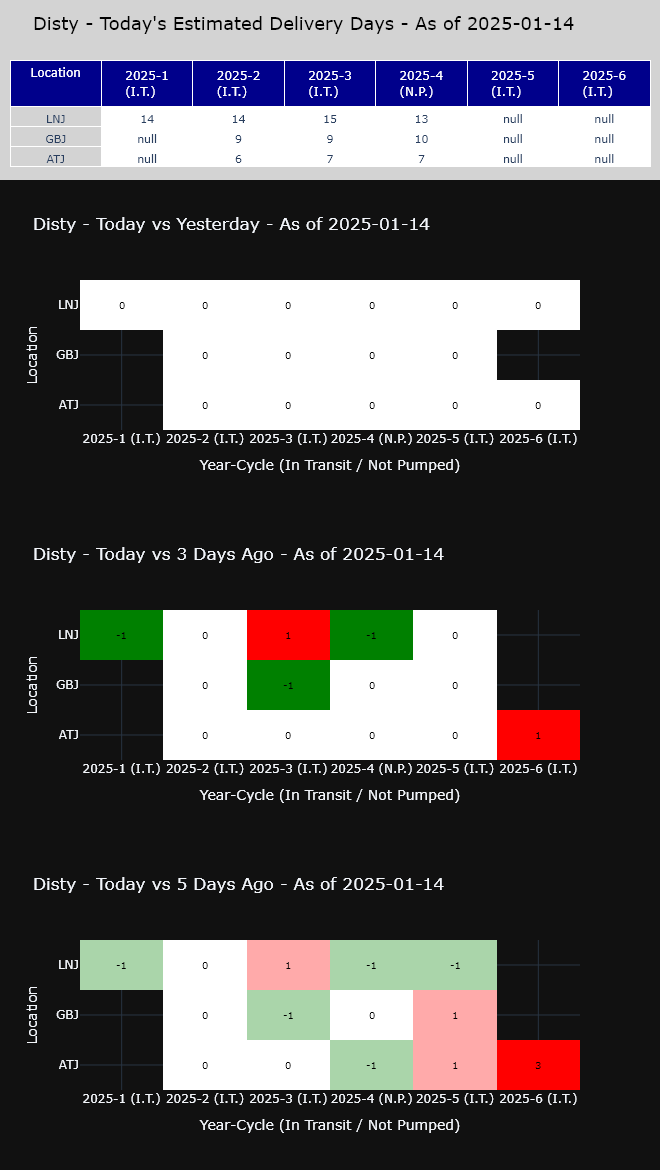 Disty - Today's Estimated Delivery Days - As of 2025-01-14
Location 2025-1 (I.T.) 2025-2 (I.T.) 2025-3 (I.T.) 2025-4 (N.P.) 2025-5 (I.T.) 2025-6 (I.T.)
LNJ 14 14 15 13 null null
GBJ null 9 9 10 null null
ATJ null 6 7 7 null null
Disty - Today vs Yesterday - As of 2025-01-14
Location
LNJ 0 0 0 0 0 0
GBJ 0 0 0 0
ATJ 0 0 0 0 0
2025-1 (I.T.) 2025-2 (I.T.) 2025-3 (I.T.) 2025-4 (N.P.) 2025-5 (I.T.) 2025-6 (I.T.)
Year-Cycle (In Transit / Not Pumped)
Disty - Today vs 3 Days Ago - As of 2025-01-14
Location
LNJ -1 0 1 -1 0
GBJ 0 -1 0 0
ATJ 0 0 0 0 1
2025-1 (I.T.) 2025-2 (I.T.) 2025-3 (I.T.) 2025-4 (N.P.) 2025-5 (I.T.) 2025-6 (I.T.)
Year-Cycle (In Transit / Not Pumped)
Disty - Today vs 5 Days Ago - As of 2025-01-14
Location
LNJ -1 0 1 -1 -1
GBJ 0 -1 0 1
ATJ 0 0 -1 1 3
2025-1 (I.T.) 2025-2 (I.T.) 2025-3 (I.T.) 2025-4 (N.P.) 2025-5 (I.T.) 2025-6 (I.T.)
Year-Cycle (In Transit / Not Pumped)